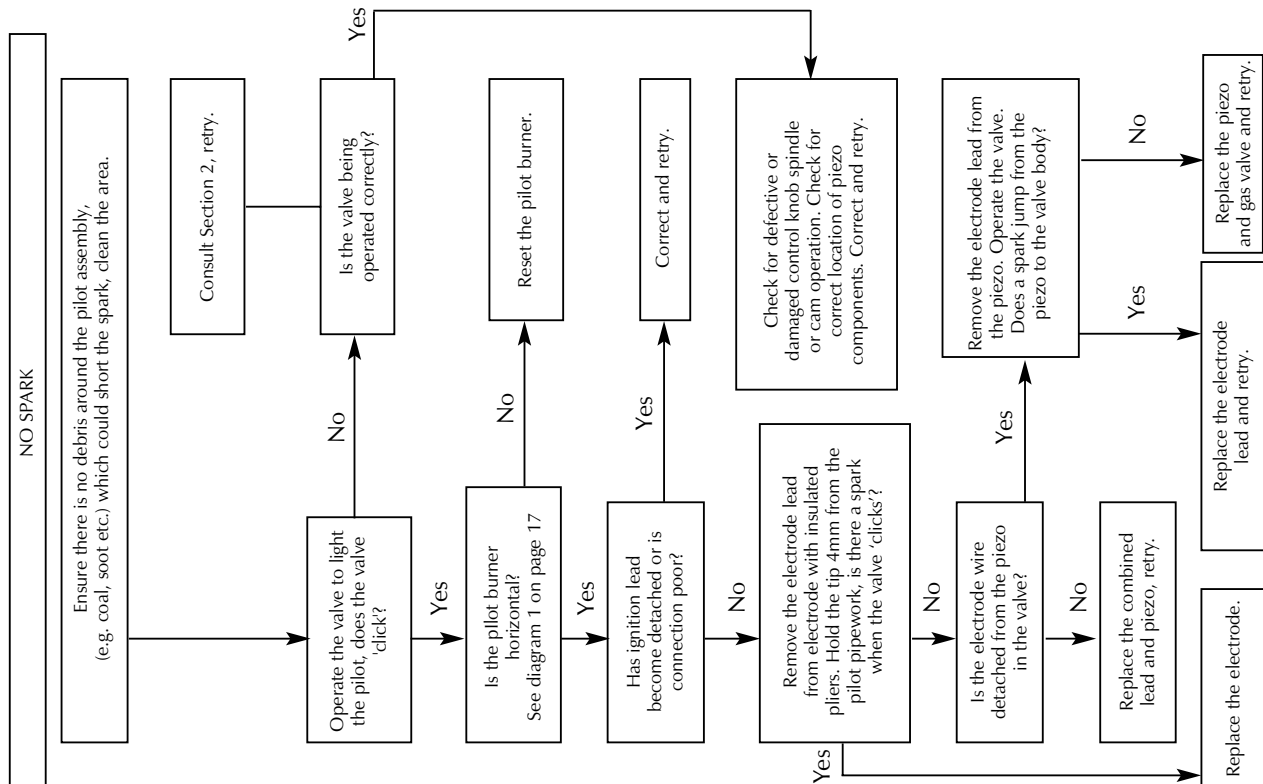 NO SPARK
Ensure there is no debris around the pilot assembly,
(e.g. coal, soot etc.) which could short the spark, clean the area.
Operate the valve to light
the pilot, does the valve
'click'?
No
Is the valve being
operated correctly?
Consult Section 2, retry.
Yes
Yes
Is the pilot burner
horizontal?
See diagram 1 on page 17
No
Reset the pilot burner.
Yes
Has ignition lead
become detached or is
connection poor?
Yes
Correct and retry.
No
Check for defective or
damaged control knob spindle
or cam operation. Check for
correct location of piezo
components. Correct and retry.
Remove the electrode lead
from electrode with insulated
pliers. Hold the tip 4mm from the
pilot pipework, is there a spark
when the valve 'clicks'?
Yes
No
Is the electrode wire
detached from the piezo
in the valve?
Yes
Remove the electrode lead from
the piezo. Operate the valve.
Does a spark jump from the
piezo to the valve body?
No
Replace the combined
lead and piezo, retry.
Yes
No
Replace the electrode.
Replace the electrode
lead and retry.
Replace the piezo
and gas valve and retry.